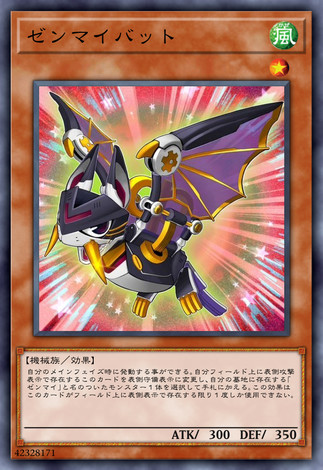 ゼンマイバット
風
【機械族／効果】
自分のメインフェイズ時に発動する事ができる。自分フィールド上に表側攻撃
表示で存在するこのカードを表側守備表示に変更し、自分の墓地に存在する
「ゼンマイ」と名のついたモンスター１体を選択して手札に加える。この効果は
このカードがフィールド上に表側表示で存在する限り１度しか使用できない。
ATK/ 300 DEF/ 350
42328171